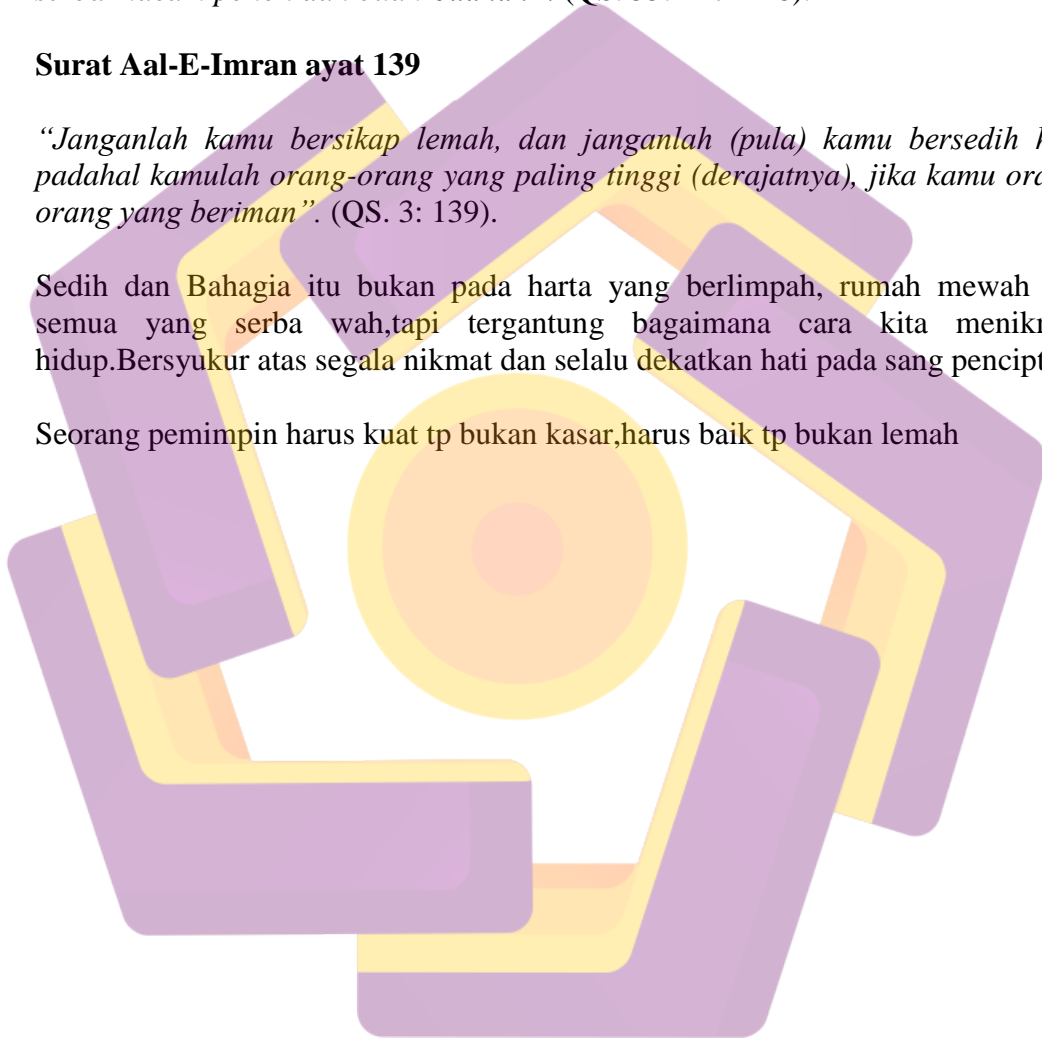 (QS.
Surat Aal-E-Imran ayat 139
“Janganlah kamu bersikap lemah, dan janganlah (pula) kamu bersedih
padahal kamulah orang-orang yang paling tinggi (derajatnya), jika kamu
orang yang beriman”. (QS. 3: 139).
Sedih dan Bahagia itu bukan pada harta yang berlimpah, rumah mewah
semua yang serba wah,tapi tergantung bagaimana cara kita
hidup.Bersyukur atas segala nikmat dan selalu dekatkan hati pada sang
Seorang pemimpin harus kuat tp bukan kasar,harus baik tp bukan lemah